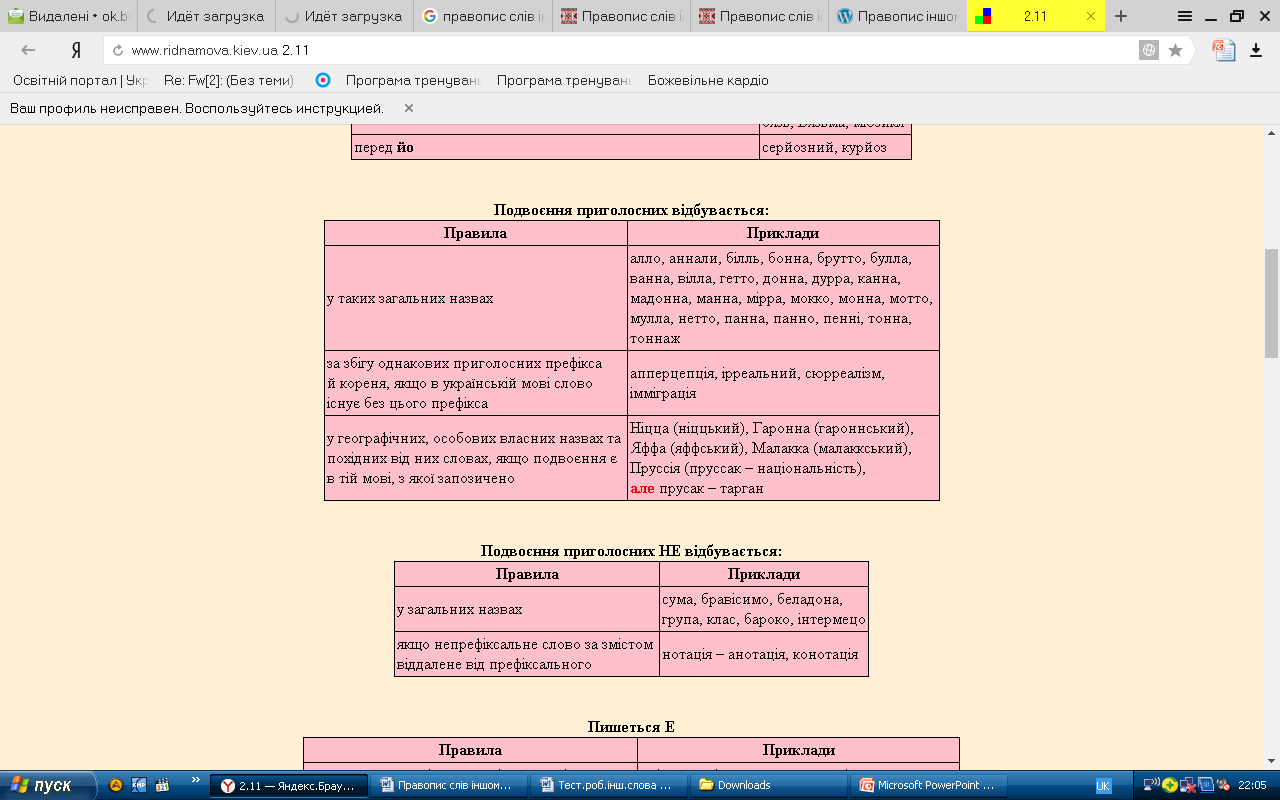 Видалені • ok.b
Идёт загрузка
Идёт загрузка
правопис слів і
Правопис слів і
Правопис слів і
Правопис іншом
2.11
Я
www.ridnamova.kiev.ua 2.11
Освітній портал | Укр
Re: Fw[2]: (Без теми)
Програма тренувань
Програма тренувань
Божевільне кардіо
Ваш профиль неисправен. Воспользуйтесь инструкцией.
перед йо
серйозний, курйоз
Подвоєння приголосних відбувається:
Правила
Приклади
у таких загальних назвах
алло, аннали, білль, бонна, брутто, булла,
ванна, вілла, гетто, донна, дурра, канна,
мадонна, манна, мірра, мокко, монна, мотто,
мулла, нетто, панна, панно, пенні, тонна,
тоннаж
за збігу однакових приголосних префікса
й кореня, якщо в українській мові слово
існує без цього префікса
апперцепція, ірреальний, сюрреалізм,
імміграція
у географічних, особових власних назвах та
похідних від них словах, якщо подвоєння є
в тій мові, з якої запозичено
Ніцца (ніццький), Гаронна (гароннський),
Яффа (яффський), Малакка (малаккський),
Пруссія (пруссак – національність),
але прусак – тарган
Подвоєння приголосних НЕ відбувається:
Правила
Приклади
у загальних назвах
сума, бравісимо, беладона,
група, клас, бароко, інтермецо
якщо непрефіксальне слово за змістом
віддалене від префіксального
нотація – анотація, конотація
Пишеться Е
Правила
Приклади
пуск
2.11 — Яндекс.Брау...
Правопис слів іншом...
Тест.роб.інш.слова ...
Downloads
Microsoft PowerPoint ...
UK
22:05